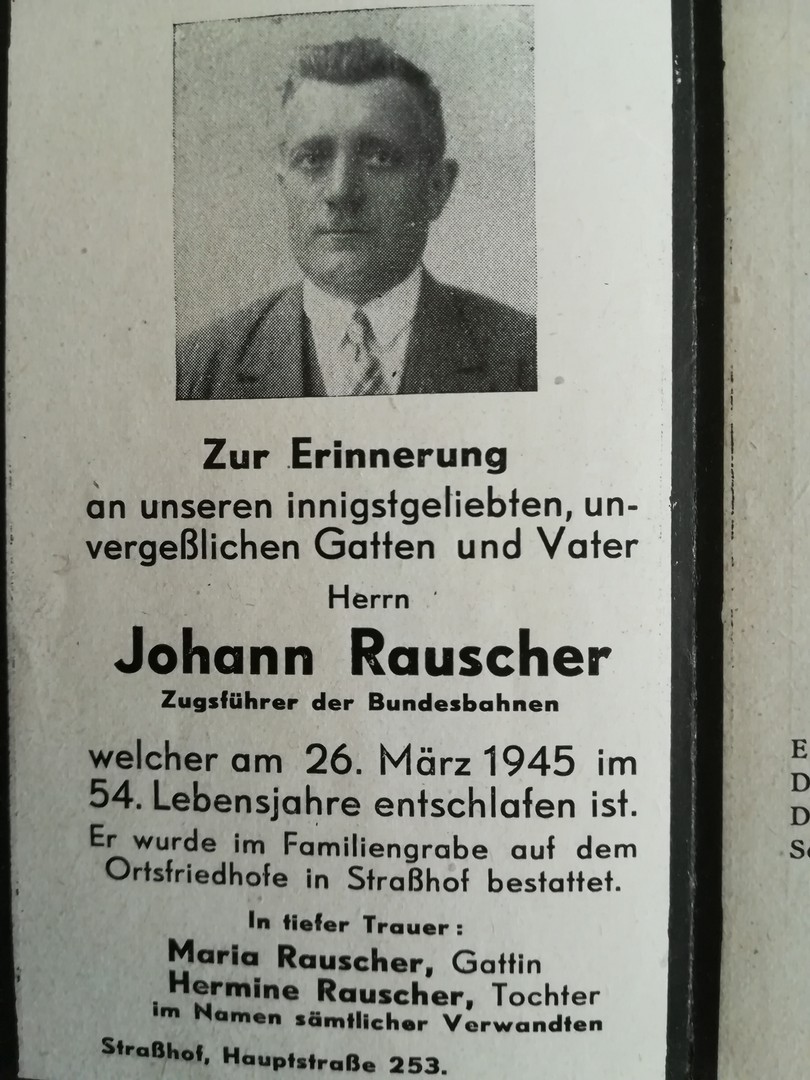 Zur Erinnerung
an unseren innigstgeliebten, un-
vergeßlichen Gatten und Vater
Herrn
Johann Rauscher
Zugsführer der Bundesbahnen
welcher am 26. März 1945 im
54. Lebensjahre entschlafen ist.
Er wurde im Familiengrabe auf dem
Ortsfriedhofe in Straßhof bestattet.
In tiefer Trauer:
Maria Rauscher, Gattin
Hermine Rauscher, Tochter
im Namen sämtlicher Verwandten
Straßhof, Hauptstraße 253.